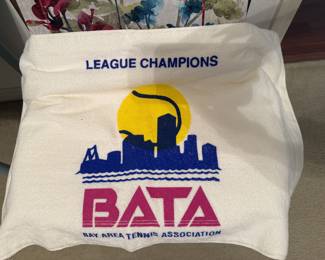 LEAGUE CHAMPIONS
BATA
BAY AREA TENNIS ASSOCIATION